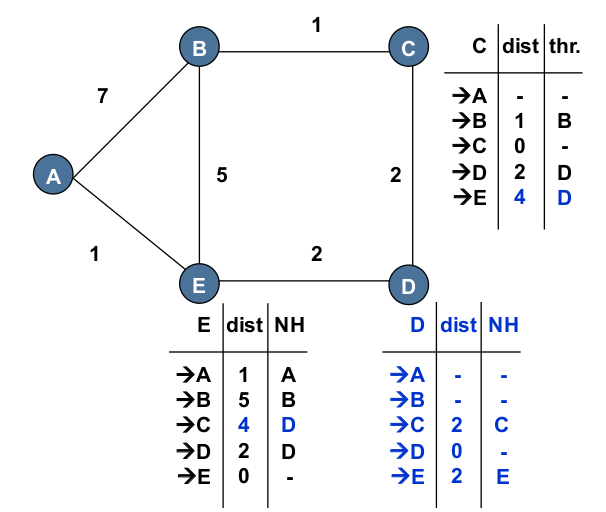 1
B
C
7
A
5
2
1
2
E
D
C dist thr.
→A - -
→B 1 B
→C 0 -
→D 2 D
→E 4 D
E dist NH
→A 1 A
→B 5 B
→C 4 D
→D 2 D
→E 0 -
D dist NH
→A - -
→B - -
→C 2 C
→D 0 -
→E 2 E